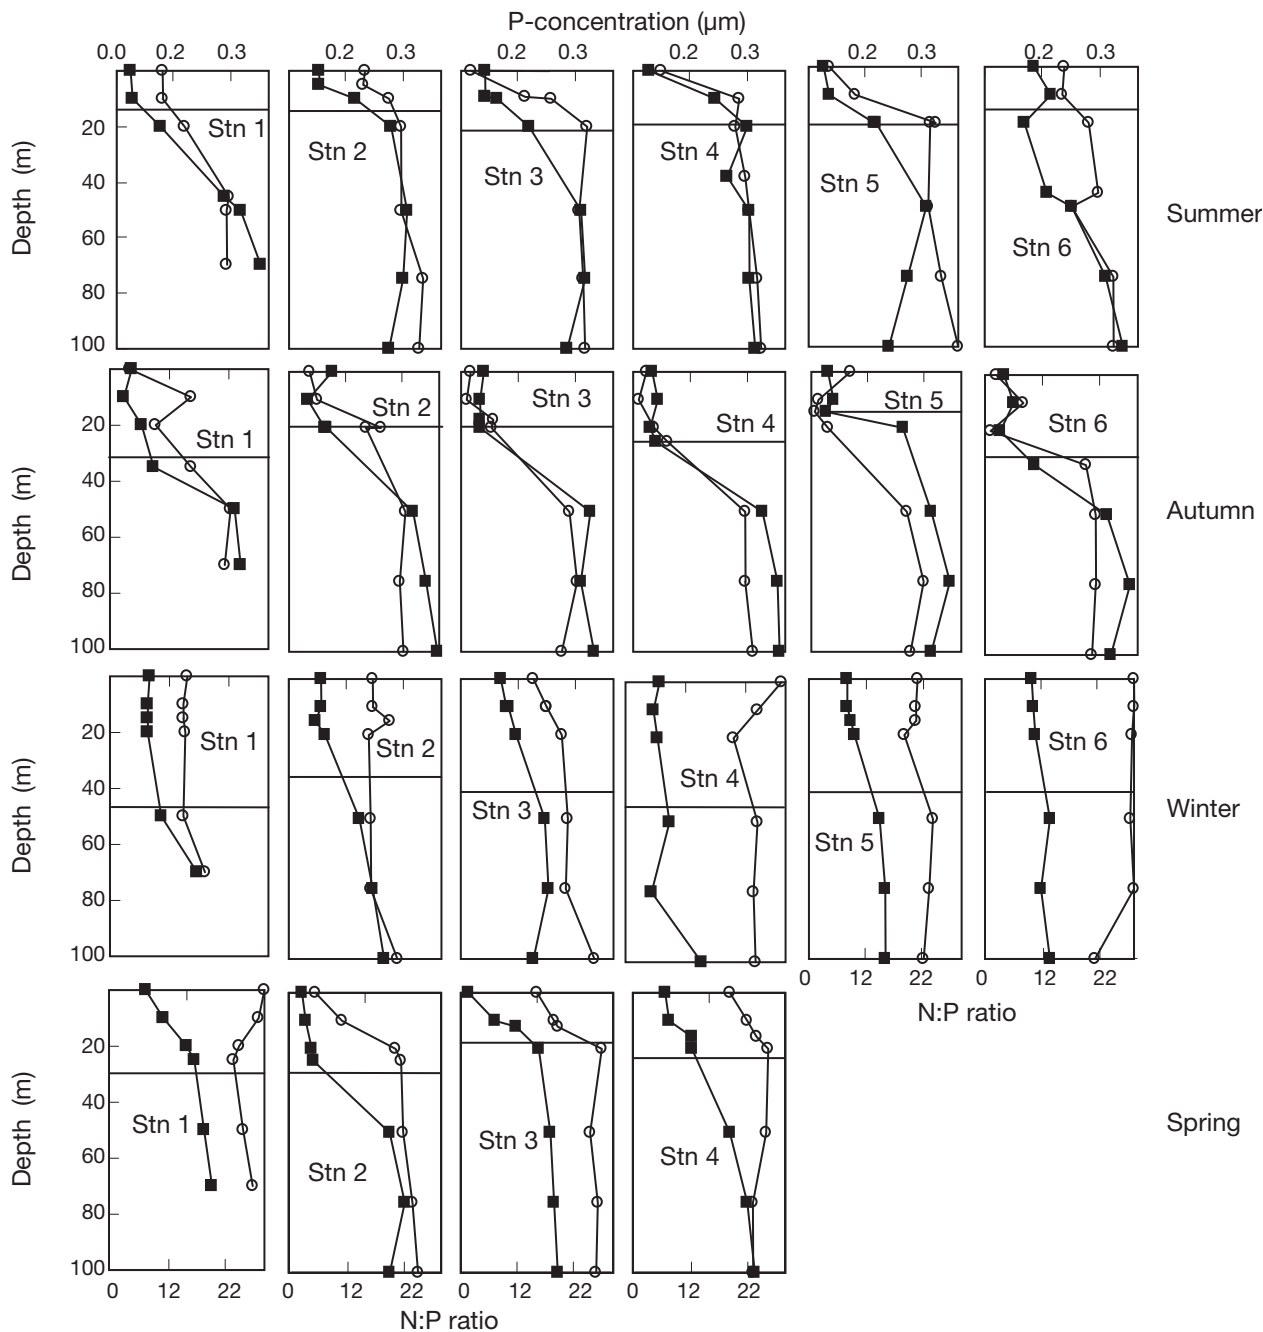 P-concentration (µm)
0.0 0.2 0.3 0.2 0.3 0.2 0.3 0.2 0.3 0.2 0.3 0.2 0.3
Depth (m)
20
40
60
80
100
Stn 1
Stn 2
Stn 3
Stn 4
Stn 5
Stn 6
Summer
Depth (m)
20
40
60
80
100
Stn 1
Stn 2
Stn 3
Stn 4
Stn 5
Stn 6
Autumn
Depth (m)
20
40
60
80
100
Stn 1
Stn 2
Stn 3
Stn 4
Stn 5
Stn 6
Winter
0 12 22 0 12 22
N:P ratio
Depth (m)
20
40
60
80
100
Stn 1
Stn 2
Stn 3
Stn 4
Spring
0 12 22 0 12 22 0 12 22 0 12 22
N:P ratio